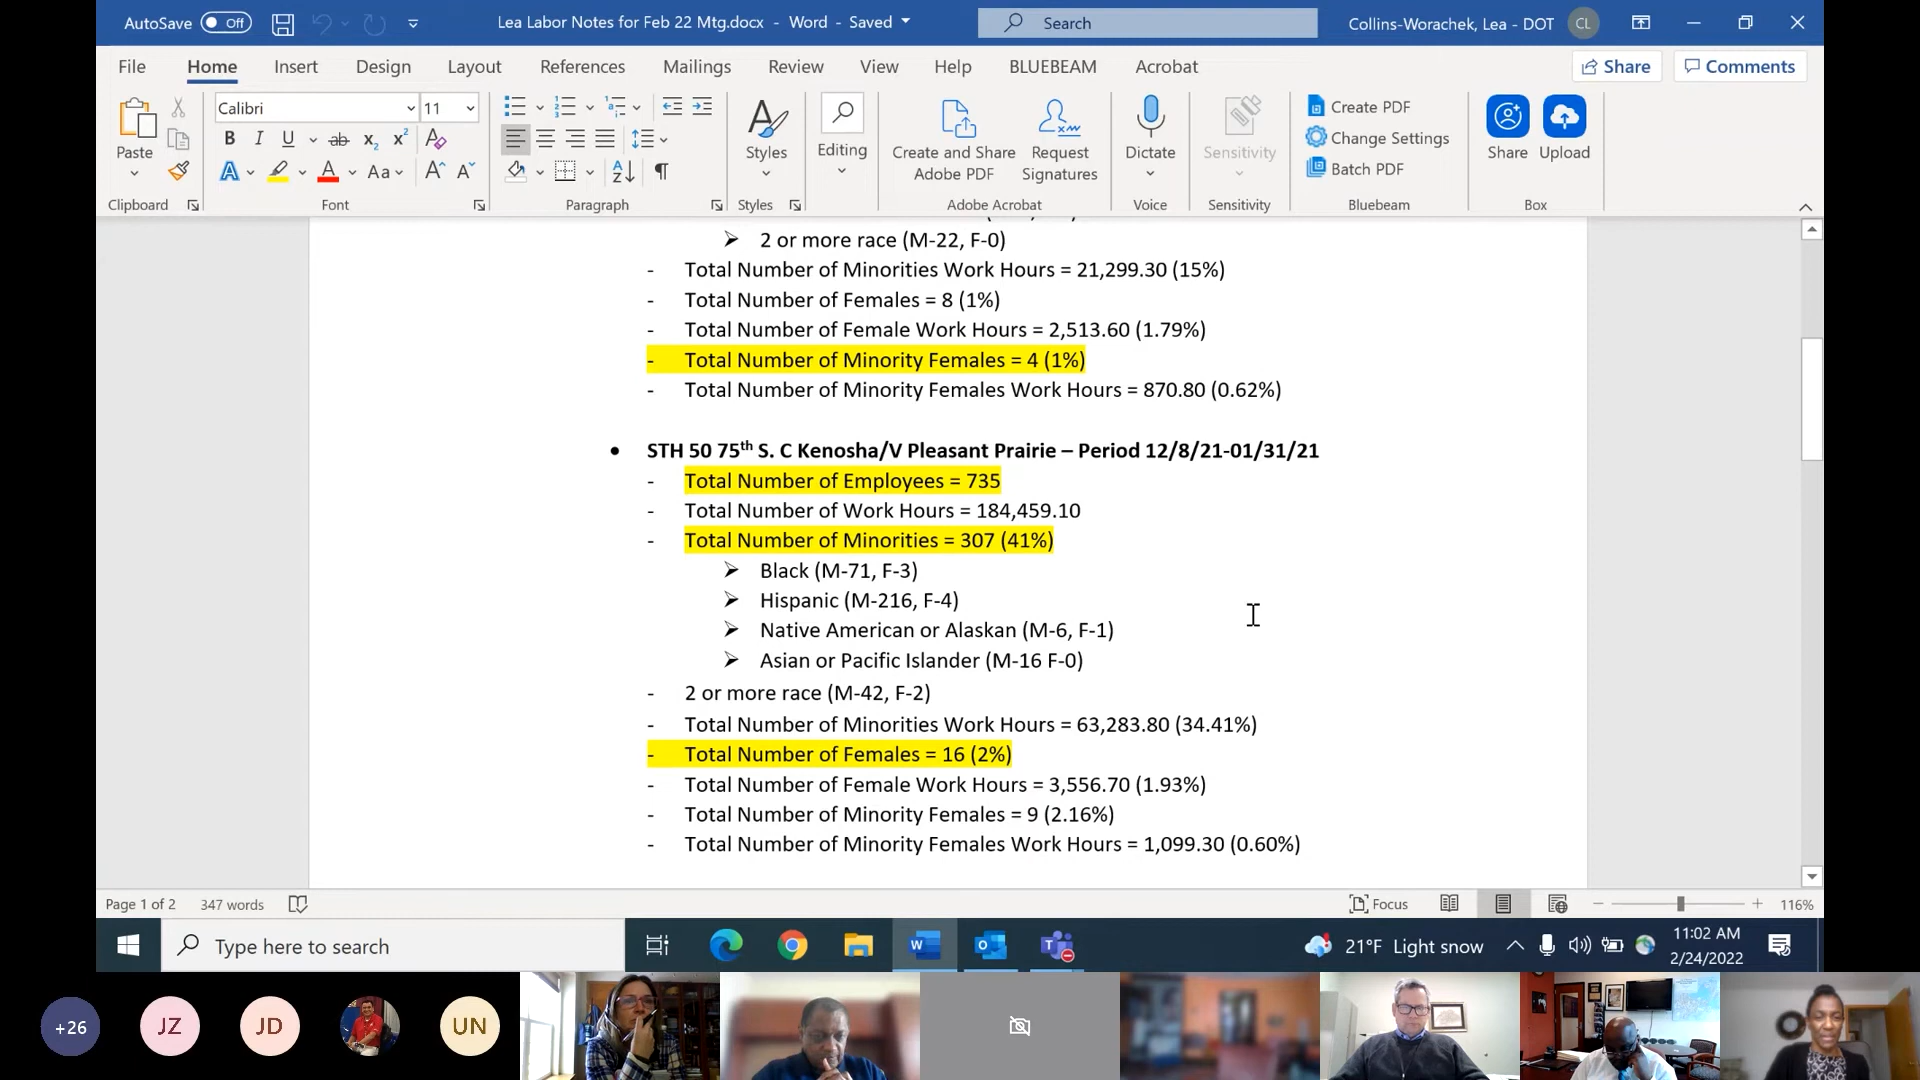 AutoSave Off
Lea Labor Notes for Feb 22 Mtg.docx - Word - Saved
Search
Collins-Worachek, Lea - DOT CL
File Home Insert Design Layout References Mailings Review View Help BLUEBEAM Acrobat
Share Comments
Calibri 11
Paste
B I U ab x₂ x²
A A Aa A A
Styles
Editing
Create and Share
Adobe PDF
Request
Signatures
Dictate
Sensitivity
Create PDF
Change Settings
Batch PDF
Share Upload
Clipboard Font Paragraph Styles Adobe Acrobat Voice Sensitivity Bluebeam Box
➢ 2 or more race (M-22, F-0)
- Total Number of Minorities Work Hours = 21,299.30 (15%)
- Total Number of Females = 8 (1%)
- Total Number of Female Work Hours = 2,513.60 (1.79%)
- Total Number of Minority Females = 4 (1%)
- Total Number of Minority Females Work Hours = 870.80 (0.62%)
• STH 50 75th S. C Kenosha/V Pleasant Prairie – Period 12/8/21-01/31/21
- Total Number of Employees = 735
- Total Number of Work Hours = 184,459.10
- Total Number of Minorities = 307 (41%)
➢ Black (M-71, F-3)
➢ Hispanic (M-216, F-4)
➢ Native American or Alaskan (M-6, F-1)
➢ Asian or Pacific Islander (M-16 F-0)
- 2 or more race (M-42, F-2)
- Total Number of Minorities Work Hours = 63,283.80 (34.41%)
- Total Number of Females = 16 (2%)
- Total Number of Female Work Hours = 3,556.70 (1.93%)
- Total Number of Minority Females = 9 (2.16%)
- Total Number of Minority Females Work Hours = 1,099.30 (0.60%)
Page 1 of 2 347 words
Focus
116%
Type here to search
21°F Light snow
11:02 AM
2/24/2022
+26 JZ JD UN